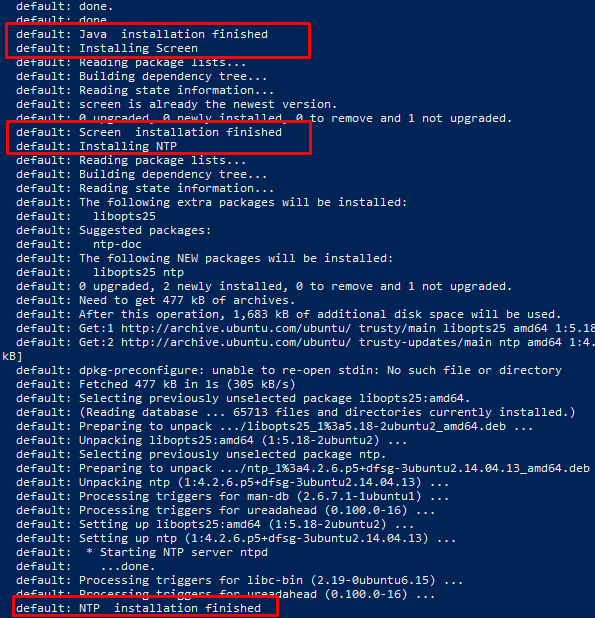 default: done.
default: done
default: Java  installation finished
default: Installing Screen
default: Reading package lists...
default: Building dependency tree...
default: Reading state information...
default: screen is already the newest version.
default: 0 upgraded, 0 newly installed, 0 to remove and 1 not upgraded.
default: Screen  installation finished
default: Installing NTP
default: Reading package lists...
default: Building dependency tree...
default: Reading state information...
default: The following extra packages will be installed:
default:   libopts25
default: Suggested packages:
default:   ntp-doc
default: The following NEW packages will be installed:
default:   libopts25 ntp
default: 0 upgraded, 2 newly installed, 0 to remove and 1 not upgraded.
default: Need to get 477 kB of archives.
default: After this operation, 1,683 kB of additional disk space will be used.
default: Get:1 http://archive.ubuntu.com/ubuntu/ trusty/main libopts25 amd64 1:5.18
default: Get:2 http://archive.ubuntu.com/ubuntu/ trusty-updates/main ntp amd64 1:4.
kB]
default: dpkg-preconfigure: unable to re-open stdin: No such file or directory
default: Fetched 477 kB in 1s (305 kB/s)
default: Selecting previously unselected package libopts25:amd64.
default: (Reading database ... 65713 files and directories currently installed.)
default: Preparing to unpack .../libopts25_1%3a5.18-2ubuntu2_amd64.deb ...
default: Unpacking libopts25:amd64 (1:5.18-2ubuntu2) ...
default: Selecting previously unselected package ntp.
default: Preparing to unpack .../ntp_1%3a4.2.6.p5+dfsg-3ubuntu2.14.04.13_amd64.deb
default: Unpacking ntp (1:4.2.6.p5+dfsg-3ubuntu2.14.04.13) ...
default: Processing triggers for man-db (2.6.7.1-1ubuntu1) ...
default: Processing triggers for ureadahead (0.100.0-16) ...
default: Setting up libopts25:amd64 (1:5.18-2ubuntu2) ...
default: Setting up ntp (1:4.2.6.p5+dfsg-3ubuntu2.14.04.13) ...
default:  * Starting NTP server ntpd
default:    ...done.
default: Processing triggers for libc-bin (2.19-0ubuntu6.15) ...
default: Processing triggers for ureadahead (0.100.0-16) ...
default: NTP  installation finished